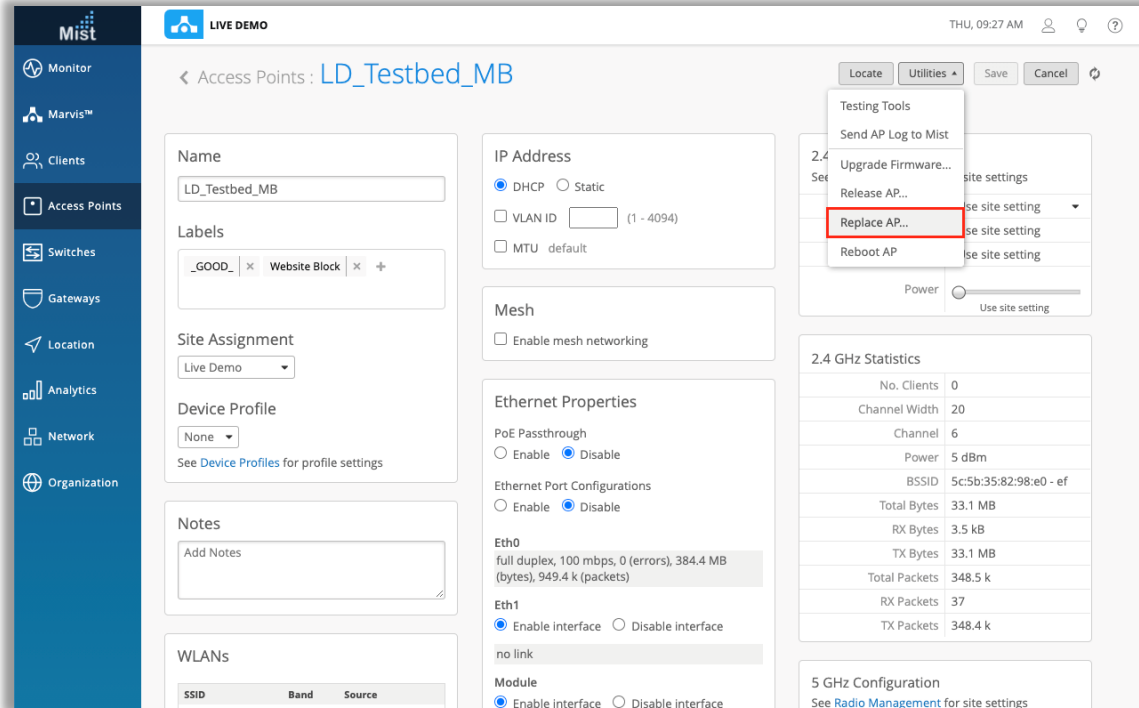 Mist
LIVE DEMO
THU, 09:27 AM
Monitor
Marvis™
Clients
Access Points
Switches
Gateways
Location
Analytics
Network
Organization
Access Points : LD_Testbed_MB
Locate
Utilities
Save
Cancel
Testing Tools
Send AP Log to Mist
Upgrade Firmware...
Release AP...
Replace AP...
Reboot AP
Name
LD_Testbed_MB
Labels
_GOOD_ × Website Block × +
Site Assignment
Live Demo
Device Profile
None
See Device Profiles for profile settings
Notes
Add Notes
WLANs
SSID Band Source
IP Address
DHCP Static
VLAN ID (1 - 4094)
MTU default
Mesh
Enable mesh networking
Ethernet Properties
PoE Passthrough
Enable Disable
Ethernet Port Configurations
Enable Disable
Eth0
full duplex, 100 mbps, 0 (errors), 384.4 MB
(bytes), 949.4 k (packets)
Eth1
Enable interface Disable interface
no link
Module
Enable interface Disable interface
2.4
See site settings
se site setting
se site setting
se site setting
Power
Use site setting
2.4 GHz Statistics
No. Clients 0
Channel Width 20
Channel 6
Power 5 dBm
BSSID 5c:5b:35:82:98:e0 - ef
Total Bytes 33.1 MB
RX Bytes 3.5 kB
TX Bytes 33.1 MB
Total Packets 348.5 k
RX Packets 37
TX Packets 348.4 k
5 GHz Configuration
See Radio Management for site settings